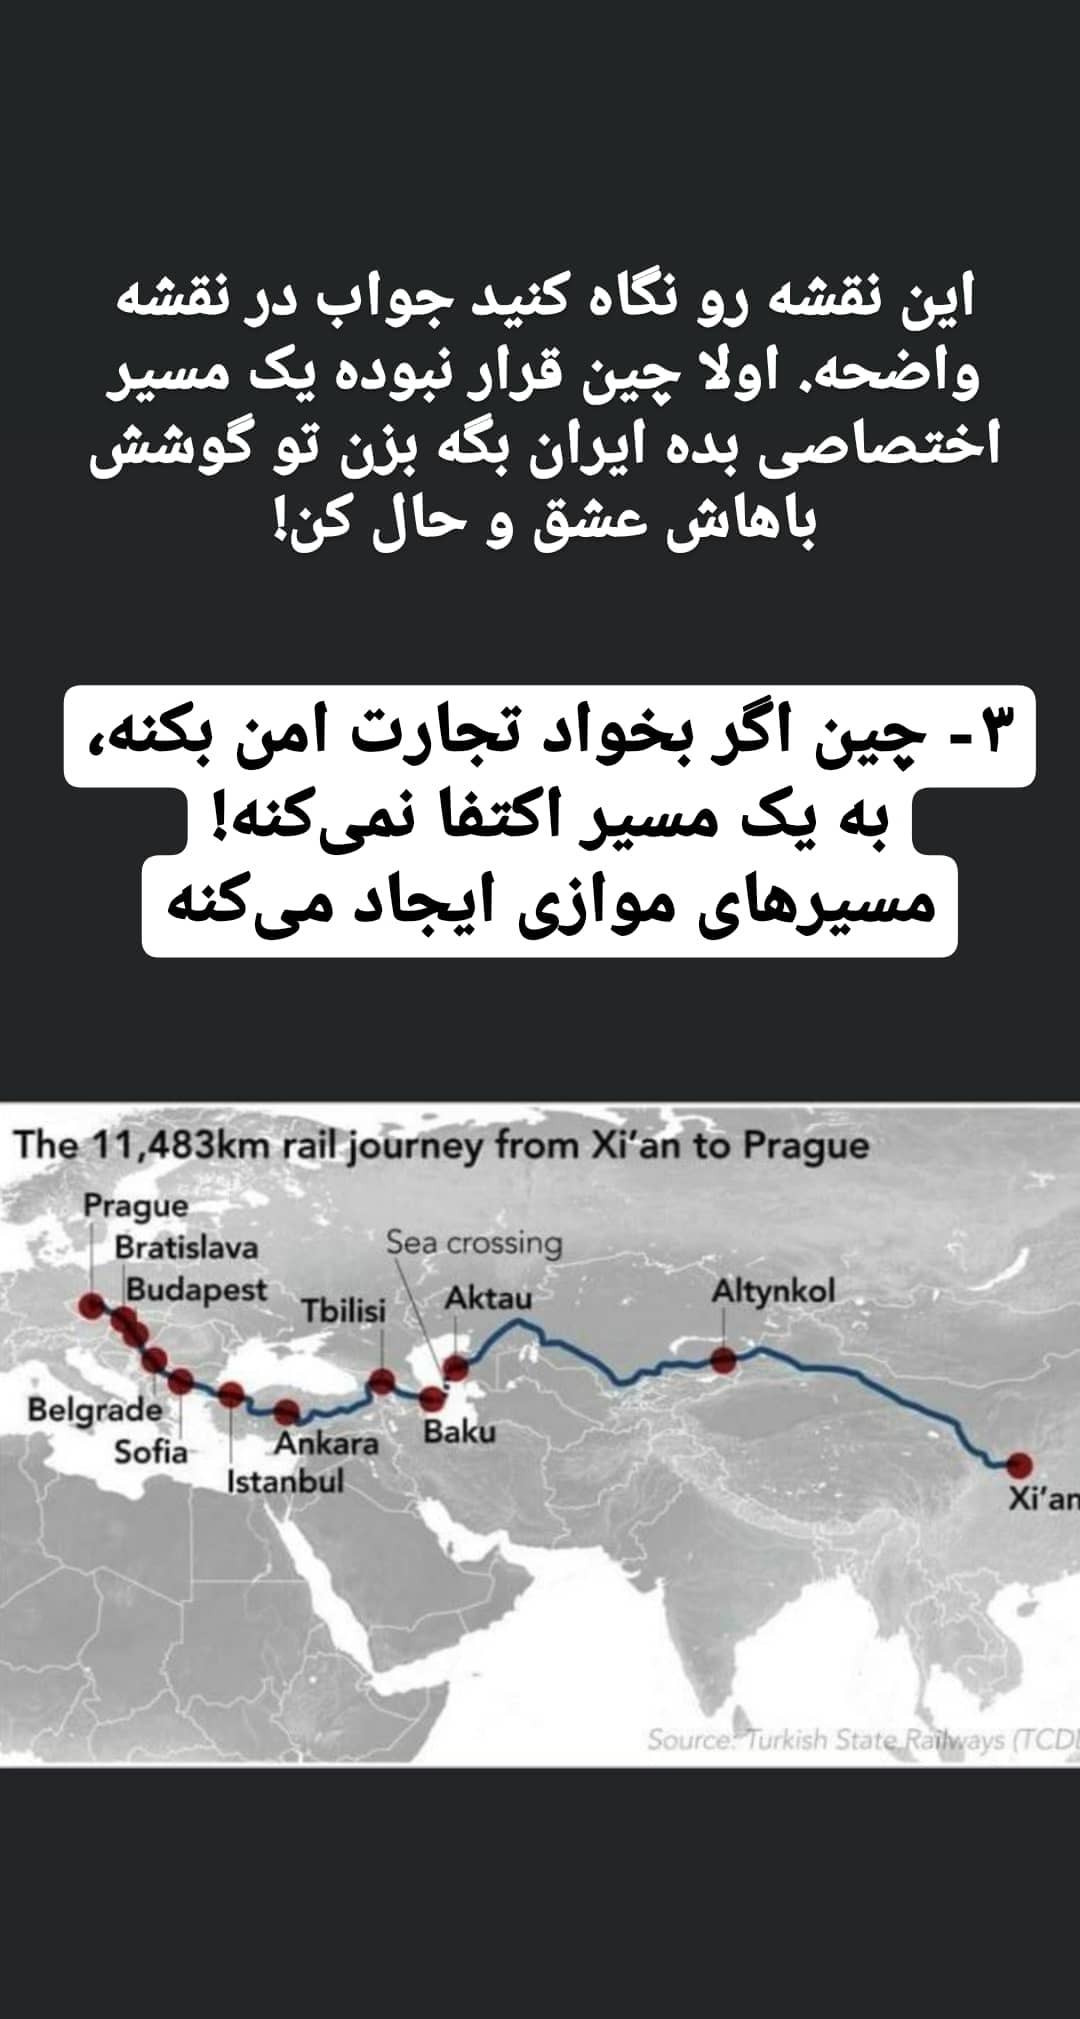 این نقشه رو نگاه کنید جواب در نقشه
واضحه. اولا چین قرار نبوده یک مسیر
اختصاصی بده ایران بگه بزن تو گوشش
باهاش عشق و حال کن!
۳- چین اگر بخواد تجارت امن بکنه،
به یک مسیر اکتفا نمی‌کنه!
مسیرهای موازی ایجاد می‌کنه
The 11,483km rail journey from Xi'an to Prague
Prague
Bratislava
Budapest
Sea crossing
Tbilisi
Aktau
Altynkol
Belgrade
Sofia
Istanbul
Ankara
Baku
Xi'an
Source: Turkish State Railways (TCD